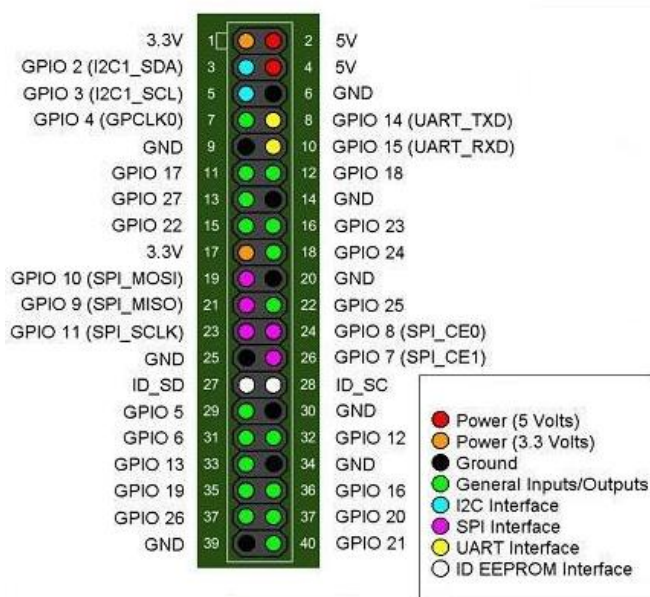 3.3V 1 2 5V
GPIO 2 (I2C1_SDA) 3 4 5V
GPIO 3 (I2C1_SCL) 5 6 GND
GPIO 4 (GPCLK0) 7 8 GPIO 14 (UART_TXD)
GND 9 10 GPIO 15 (UART_RXD)
GPIO 17 11 12 GPIO 18
GPIO 27 13 14 GND
GPIO 22 15 16 GPIO 23
3.3V 17 18 GPIO 24
GPIO 10 (SPI_MOSI) 19 20 GND
GPIO 9 (SPI_MISO) 21 22 GPIO 25
GPIO 11 (SPI_SCLK) 23 24 GPIO 8 (SPI_CE0)
GND 25 26 GPIO 7 (SPI_CE1)
ID_SD 27 28 ID_SC
GPIO 5 29 30 GND
GPIO 6 31 32 GPIO 12
GPIO 13 33 34 GND
GPIO 19 35 36 GPIO 16
GPIO 26 37 37 GPIO 20
GND 39 40 GPIO 21
Power (5 Volts)
Power (3.3 Volts)
Ground
General Inputs/Outputs
I2C Interface
SPI Interface
UART Interface
ID EEPROM Interface